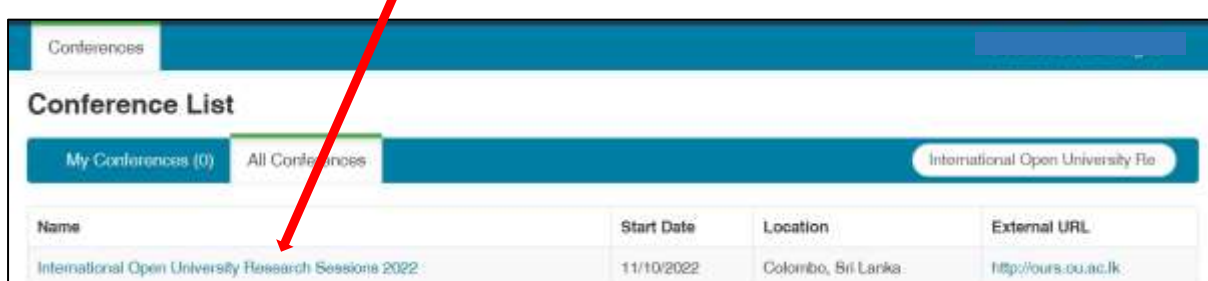 Conferences
Conference List
My Conferences (0) All Conferences International Open University Re
Name Start Date Location External URL
International Open University Research Sessions 2022 11/10/2022 Colombo, Sri Lanka http://ours.ou.ac.lk